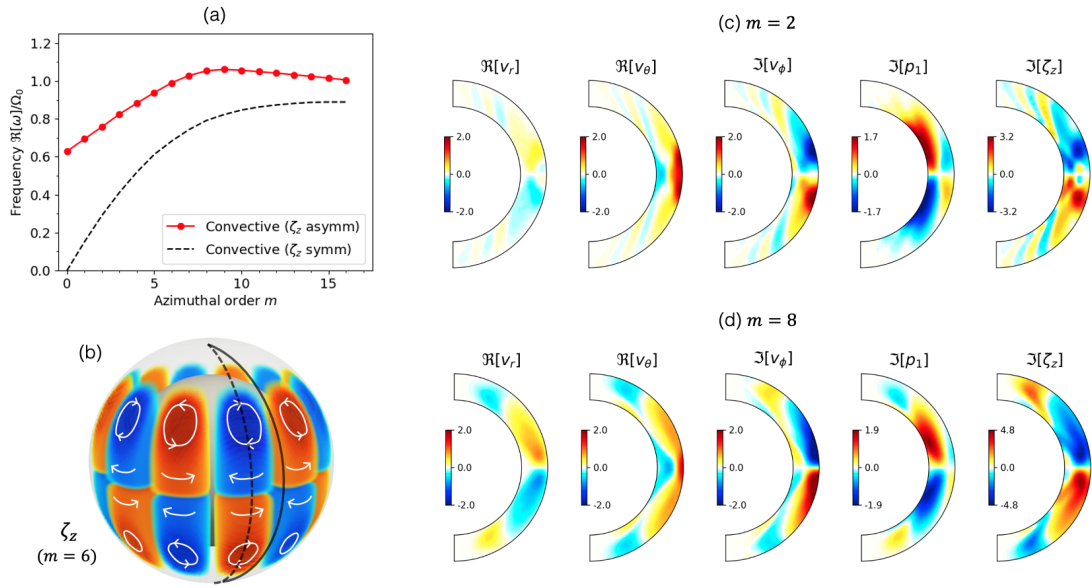 (a)
1.2
1.0
0.8
0.6
0.4
0.2
0.0
Frequency ℜ[ω]/Ω₀
Convective (ζ_z asymm)
Convective (ζ_z symm)
0 5 10 15
Azimuthal order m
(b)
ζ_z
(m = 6)
(c) m = 2
ℜ[v_r] ℜ[v_θ] ℑ[v_ϕ] ℑ[p₁] ℑ[ζ_z]
2.0 2.0 2.0 1.7 3.2
0.0 0.0 0.0 0.0 0.0
-2.0 -2.0 -2.0 -1.7 -3.2
(d) m = 8
ℜ[v_r] ℜ[v_θ] ℑ[v_ϕ] ℑ[p₁] ℑ[ζ_z]
2.0 2.0 2.0 1.9 4.8
0.0 0.0 0.0 0.0 0.0
-2.0 -2.0 -2.0 -1.9 -4.8